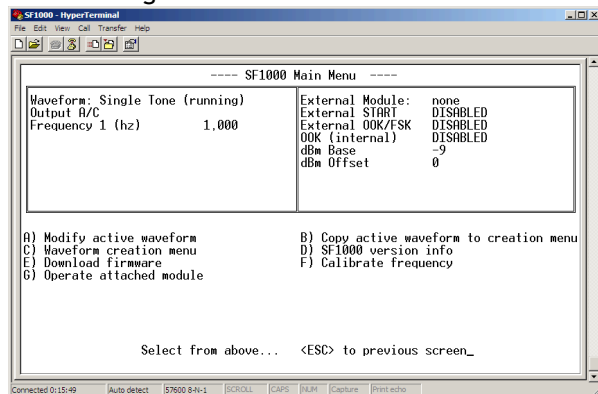 SF1000 - HyperTerminal
File Edit View Call Transfer Help
---- SF1000 Main Menu ----
Waveform: Single Tone (running)
Output A/C
Frequency 1 (hz) 1,000
External Module: none
External START DISABLED
External OOK/FSK DISABLED
OOK (internal) DISABLED
dBm Base -9
dBm Offset 0
A) Modify active waveform B) Copy active waveform to creation menu
C) Waveform creation menu D) SF1000 version info
E) Download firmware F) Calibrate frequency
G) Operate attached module
Select from above... <ESC> to previous screen_
Connected 0:15:49 Auto detect 57600 8-N-1 SCROLL CAPS NUM Capture Print echo